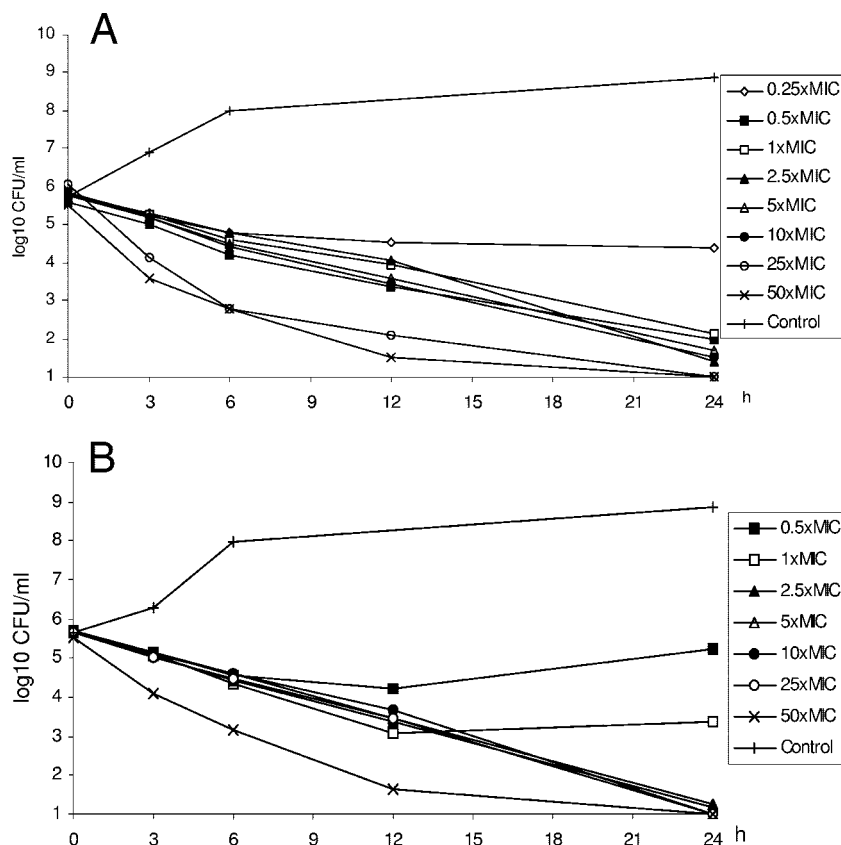 A
10
9
8
7
6
5
4
3
2
1
log10 CFU/ml
0 3 6 9 12 15 18 21 24 h
0.25xMIC
0.5xMIC
1xMIC
2.5xMIC
5xMIC
10xMIC
25xMIC
50xMIC
Control
B
10
9
8
7
6
5
4
3
2
1
log10 CFU/ml
0 3 6 9 12 15 18 21 24 h
0.5xMIC
1xMIC
2.5xMIC
5xMIC
10xMIC
25xMIC
50xMIC
Control